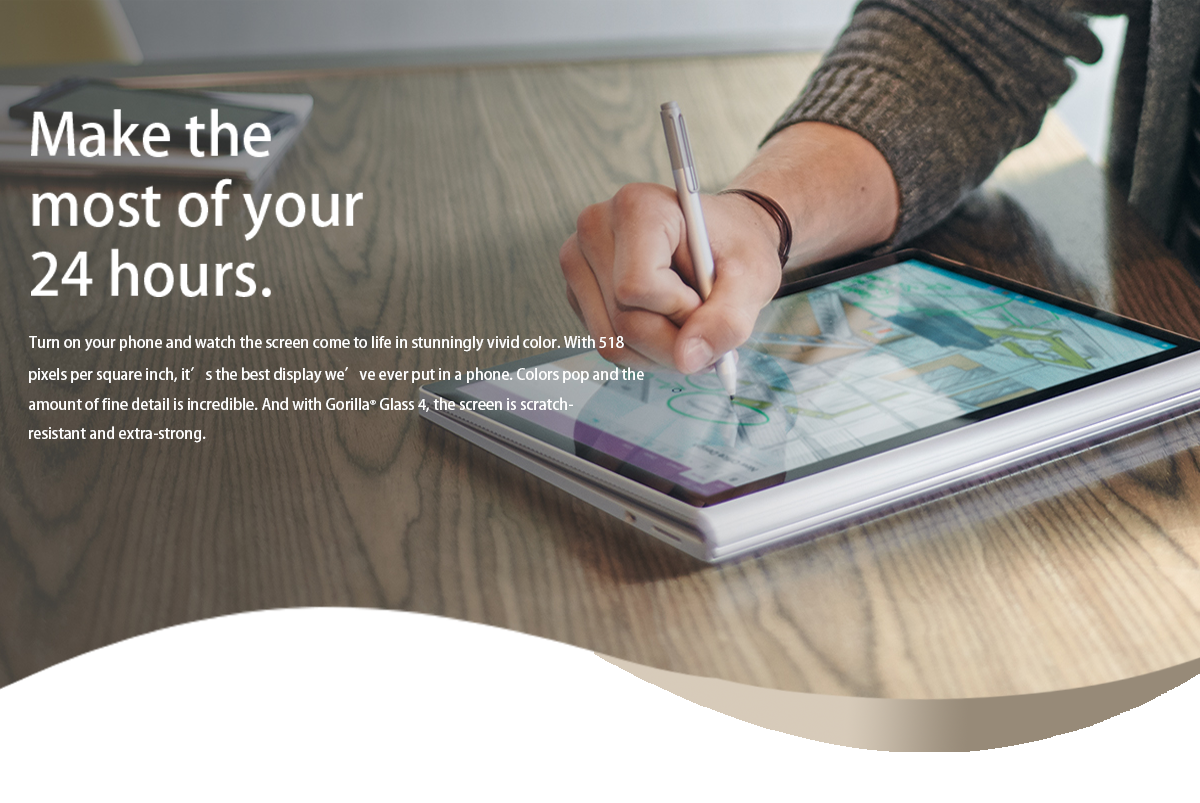 Make the
most of your
24 hours.
Turn on your phone and watch the screen come to life in stunningly vivid color. With 518
pixels per square inch, it′ s the best display we′ ve ever put in a phone. Colors pop and the
amount of fine detail is incredible. And with Gorilla® Glass 4, the screen is scratch-
resistant and extra-strong.